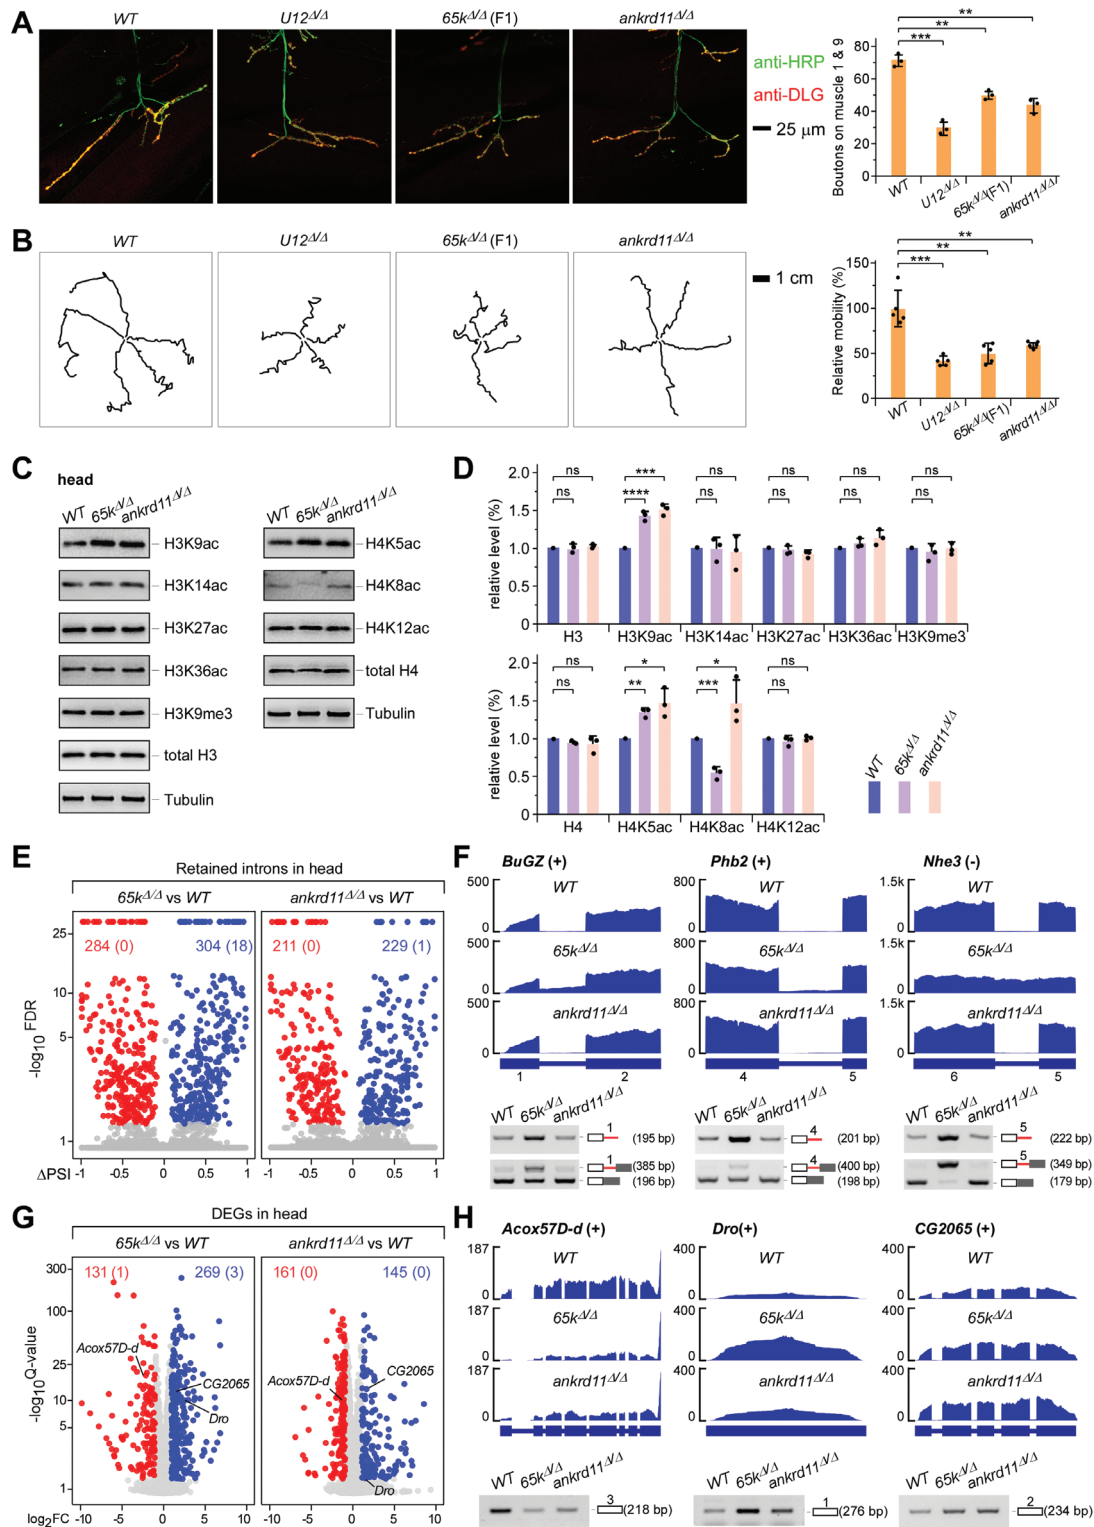 A
WT
U12Δ/Δ
65kΔ/Δ (F1)
ankrd11Δ/Δ
anti-HRP
anti-DLG
25 μm
Boutons on muscle 1 & 9
80
60
40
20
0
***
**
**
WT
U12Δ/Δ
65kΔ/Δ(F1)
ankrd11Δ/Δ
B
WT
U12Δ/Δ
65kΔ/Δ (F1)
ankrd11Δ/Δ
1 cm
Relative mobility (%)
150
100
50
0
***
**
**
WT
U12Δ/Δ
65kΔ/Δ(F1)
ankrd11Δ/Δ
C
head
WT 65kΔ/Δ ankrd11Δ/Δ
H3K9ac
H3K14ac
H3K27ac
H3K36ac
H3K9me3
total H3
Tubulin
WT 65kΔ/Δ ankrd11Δ/Δ
H4K5ac
H4K8ac
H4K12ac
total H4
Tubulin
D
relative level (%)
2.0
1.5
1.0
0.5
0
ns *** ns ns ns ns
ns **** ns ns ns ns
H3 H3K9ac H3K14ac H3K27ac H3K36ac H3K9me3
relative level (%)
2.0
1.5
1.0
0.5
0
ns * * ns
ns ** *** ns
H4 H4K5ac H4K8ac H4K12ac
WT
65kΔ/Δ
ankrd11Δ/Δ
E
Retained introns in head
65kΔ/Δ vs WT
ankrd11Δ/Δ vs WT
-log10 FDR
25
10
5
1
284 (0) 304 (18) 211 (0) 229 (1)
ΔPSI -1 -0.5 0 0.5 1 -1 -0.5 0 0.5 1
F
BuGZ (+)
500
0
WT
500
0
65kΔ/Δ
500
0
ankrd11Δ/Δ
1 2
WT 65kΔ/Δ ankrd11Δ/Δ
1
(195 bp)
1
(385 bp)
(196 bp)
Phb2 (+)
800
0
WT
800
0
65kΔ/Δ
800
0
ankrd11Δ/Δ
4 5
WT 65kΔ/Δ ankrd11Δ/Δ
4
(201 bp)
4
(400 bp)
(198 bp)
Nhe3 (-)
1.5k
0
WT
1.5k
0
65kΔ/Δ
1.5k
0
ankrd11Δ/Δ
6 5
WT 65kΔ/Δ ankrd11Δ/Δ
5
(222 bp)
5
(349 bp)
(179 bp)
G
DEGs in head
65kΔ/Δ vs WT
ankrd11Δ/Δ vs WT
-log10Q-value
300
100
25
10
5
1
131 (1) 269 (3) 161 (0) 145 (0)
Acox57D-d
CG2065
Dro
Acox57D-d
CG2065
Dro
log2FC -10 -5 0 5 10 -10 -5 0 5 10
H
Acox57D-d (+)
187
0
WT
187
0
65kΔ/Δ
187
0
ankrd11Δ/Δ
WT 65kΔ/Δ ankrd11Δ/Δ
3
(218 bp)
Dro(+)
400
0
WT
400
0
65kΔ/Δ
400
0
ankrd11Δ/Δ
WT 65kΔ/Δ ankrd11Δ/Δ
1
(276 bp)
CG2065 (+)
400
0
WT
400
0
65kΔ/Δ
400
0
ankrd11Δ/Δ
WT 65kΔ/Δ ankrd11Δ/Δ
2
(234 bp)